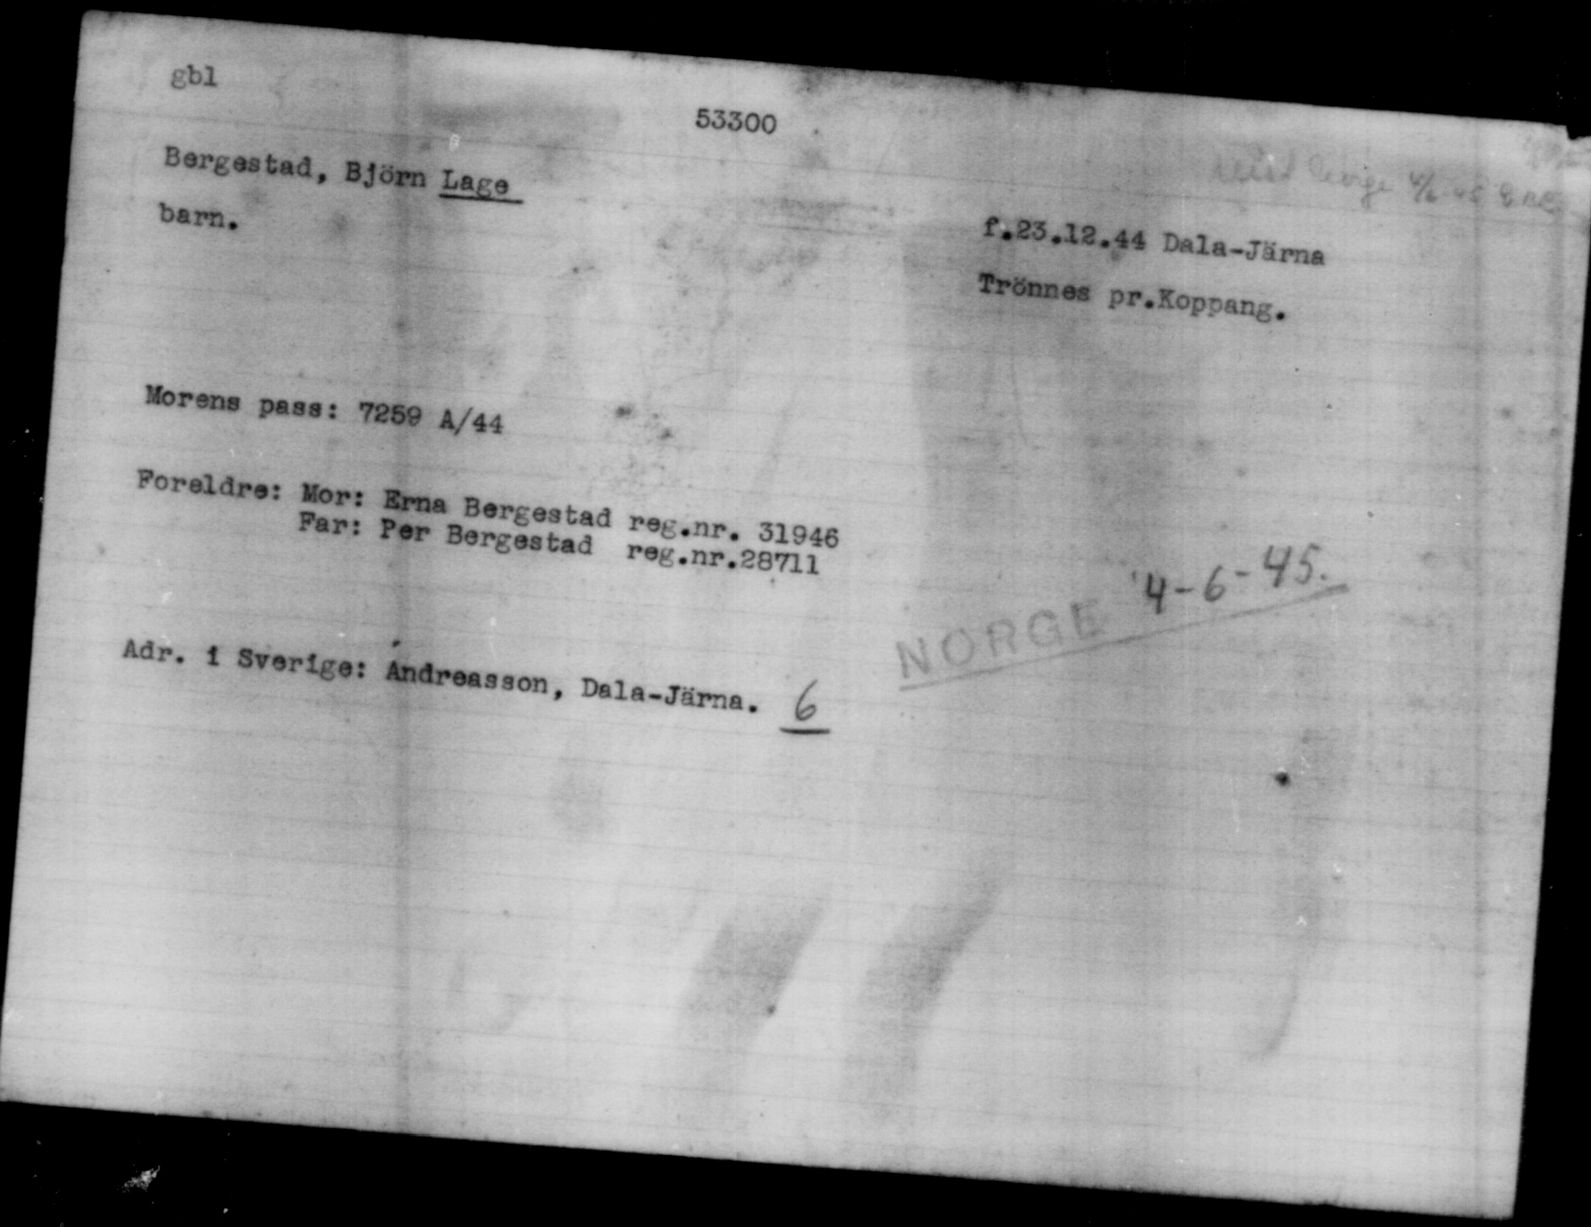 gbl
53300
Bergestad, Björn Lage
barn.
f.23.12.44 Dala-Järna
Trönnes pr.Koppang.
Morens pass: 7259 A/44
Foreldre: Mor: Erna Bergestad reg.nr. 31946
Far: Per Bergestad reg.nr.28711
NORGE 4-6-45.
Adr. i Sverige: Andreasson, Dala-Järna. 6